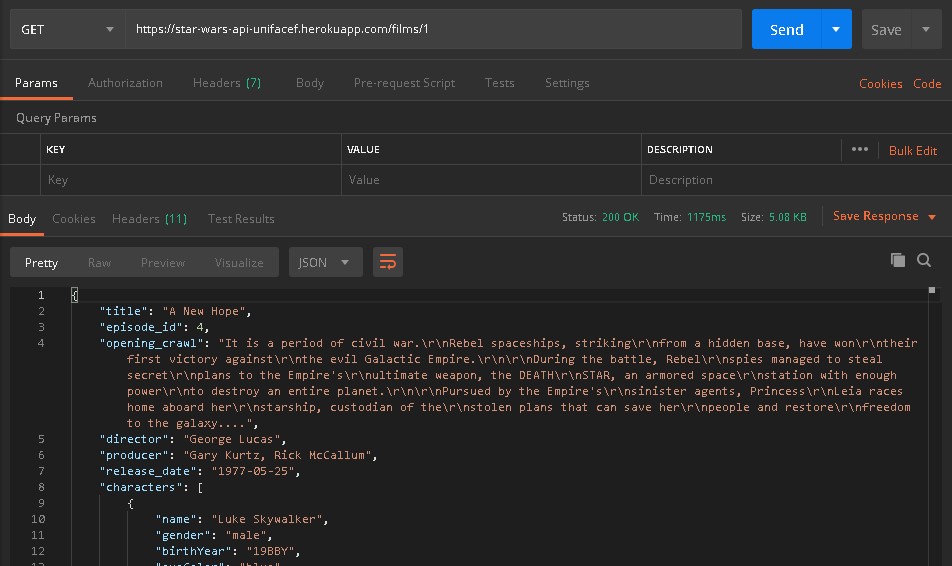 GET https://star-wars-api-unifacef.herokuapp.com/films/1 Send Save
Params Authorization Headers (7) Body Pre-request Script Tests Settings Cookies Code
Query Params
KEY VALUE DESCRIPTION ••• Bulk Edit
Key Value Description
Body Cookies Headers (11) Test Results Status: 200 OK Time: 1175ms Size: 5.08 KB Save Response
Pretty Raw Preview Visualize JSON
1 {
2 "title": "A New Hope",
3 "episode_id": 4,
4 "opening_crawl": "It is a period of civil war.\r\nRebel spaceships, striking\r\nfrom a hidden base, have won\r\ntheir
first victory against\r\nthe evil Galactic Empire.\r\n\r\nDuring the battle, Rebel\r\nspies managed to steal
secret\r\nplans to the Empire's\r\nultimate weapon, the DEATH\r\nSTAR, an armored space\r\nstation with enough
power\r\nto destroy an entire planet.\r\n\r\nPursued by the Empire's\r\nsinister agents, Princess\r\nLeia races
home aboard her\r\nstarship, custodian of the\r\nstolen plans that can save her\r\npeople and restore\r\nfreedom
to the galaxy....",
5 "director": "George Lucas",
6 "producer": "Gary Kurtz, Rick McCallum",
7 "release_date": "1977-05-25",
8 "characters": [
9 {
10 "name": "Luke Skywalker",
11 "gender": "male",
12 "birthYear": "19BBY",